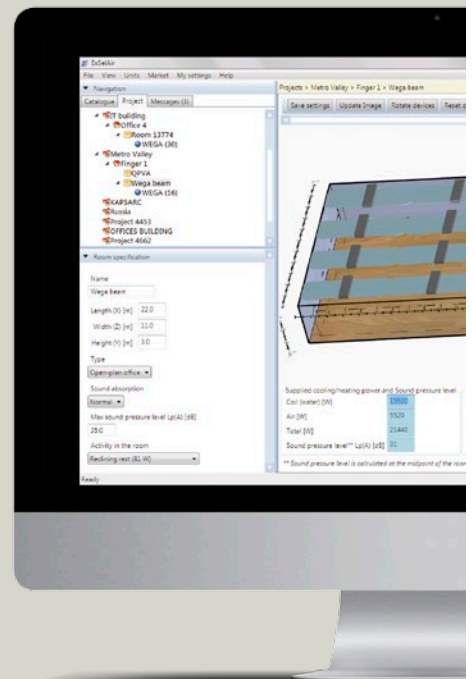 ExSelAir
File View Units Market My settings Help
Navigation
Catalogue Project Messages (3)
IT building
Office 4
Room 13774
WEGA (30)
Metro Valley
Finger 1
QPVA
Wega beam
WEGA (16)
KAPSARC
Russia
Project 4453
OFFICES BUILDING
Project 4662
Room specification
Name
Wega beam
Length (X) [m] 22.0
Width (Z) [m] 11.0
Height (Y) [m] 3.0
Type
Open-plan office
Sound absorption
Normal
Max sound pressure level Lp(A) [dB]
25.0
Activity in the room
Reclining rest (81 W)
Ready
Projects > Metro Valley > Finger 1 > Wega beam
Save settings Update Image Rotate devices Reset
Supplied cooling/heating power and Sound pressure level
Coil (water) [W]
Air [W] 5520
Total [W] 21440
Sound pressure level** Lp(A) [dB] 31
** Sound pressure level is calculated at the midpoint of the room